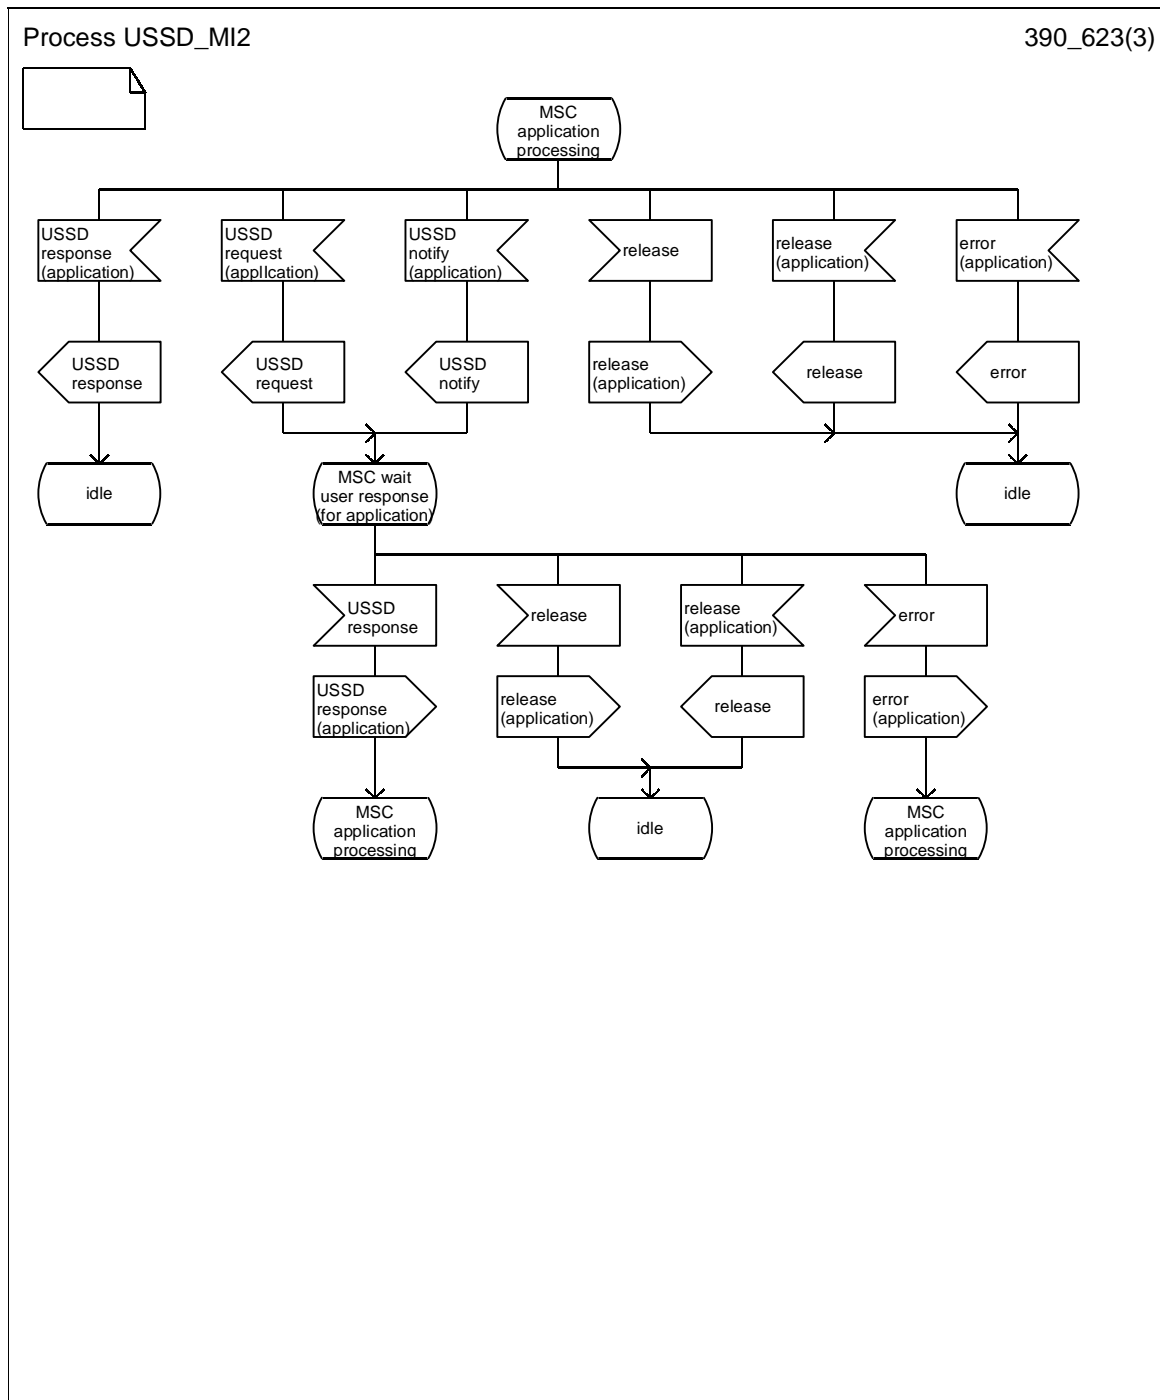 Process USSD_MI2
390_623(3)
MSC
application
processing
USSD
response
(application)
USSD
request
(appllcation)
USSD
notify
(application)
release
release
(application)
error
(application)
USSD
response
USSD
request
USSD
notify
release
(application)
release
error
idle
MSC wait
user response
(for application)
idle
USSD
response
release
release
(application)
error
USSD
response
(application)
release
(application)
release
error
(application)
MSC
application
processing
idle
MSC
application
processing